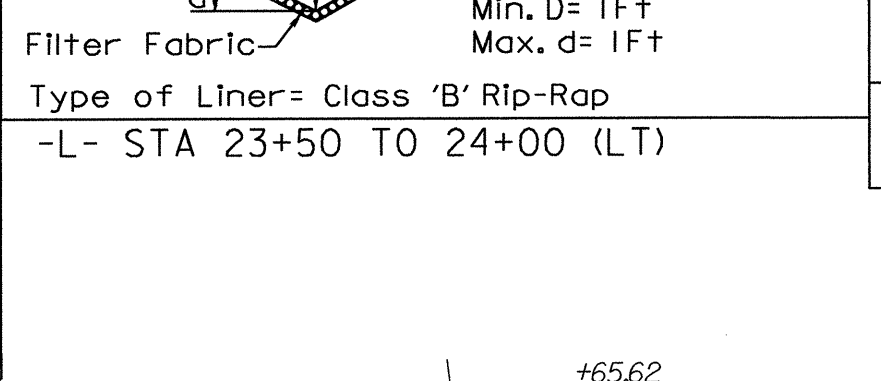 d
Min. D= 1Ft
Filter Fabric
Max. d= 1Ft
Type of Liner= Class 'B' Rip-Rap
-L- STA 23+50 TO 24+00 (LT)
+65.62